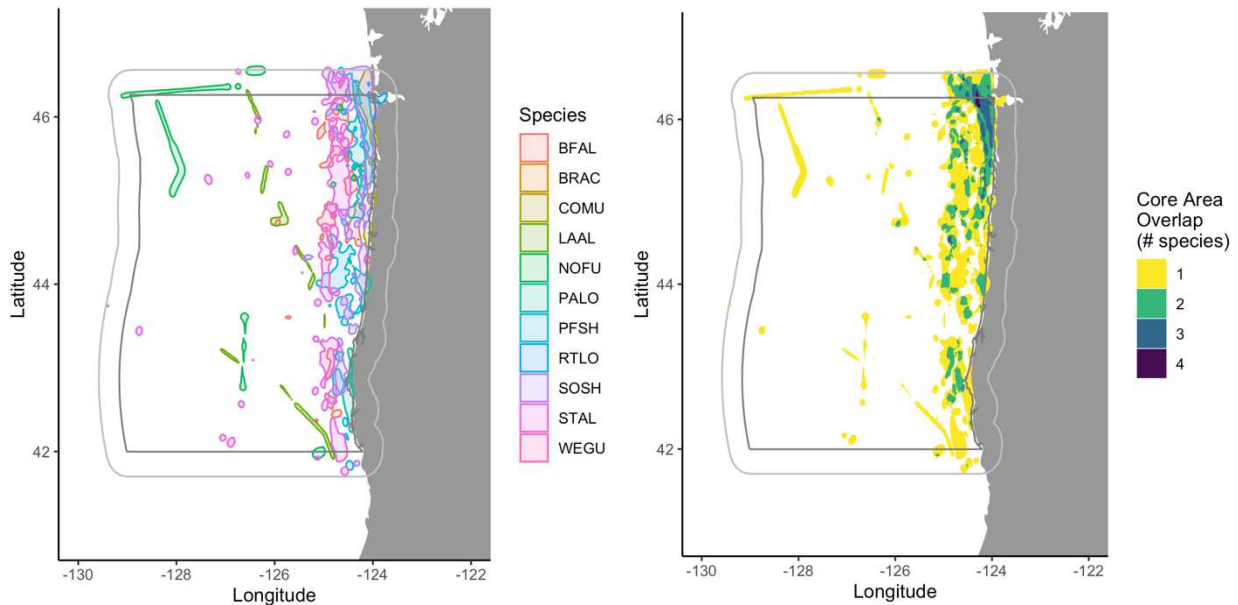 46
44
42
Latitude
-130
-128
-126
-124
-122
Longitude
Species
BFAL
BRAC
COMU
LAAL
NOFU
PALO
PFSH
RTLO
SOSH
STAL
WEGU
46
44
42
Latitude
-130
-128
-126
-124
-122
Longitude
Core Area
Overlap
(# species)
1
2
3
4